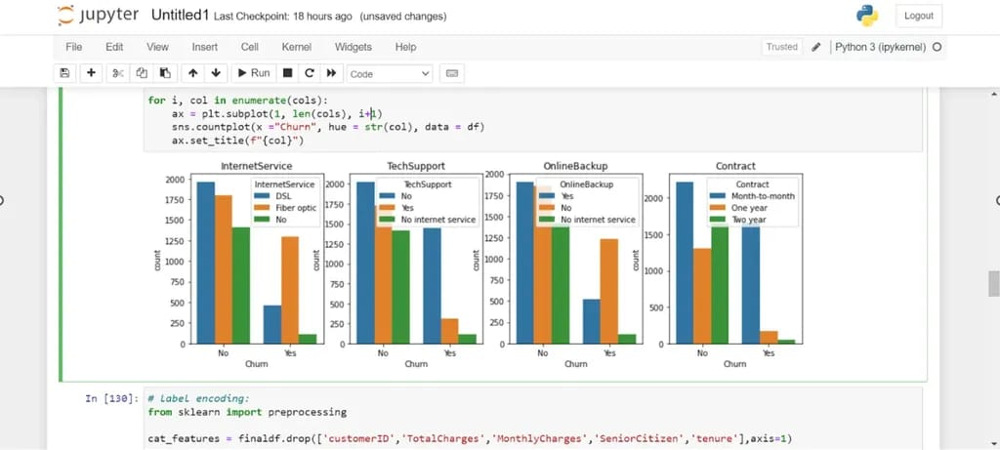 jupyter Untitled1 Last Checkpoint: 18 hours ago (unsaved changes) Logout
File Edit View Insert Cell Kernel Widgets Help Trusted Python 3 (ipykernel)
Run Code
for i, col in enumerate(cols):
    ax = plt.subplot(1, len(cols), i+1)
    sns.countplot(x ="Churn", hue = str(col), data = df)
    ax.set_title(f"{col}")
InternetService
InternetService
DSL
Fiber optic
No
2000
1750
1500
1250
1000
750
500
250
0
count
No Yes
Churn
TechSupport
TechSupport
No
Yes
No internet service
2000
1750
1500
1250
1000
750
500
250
0
count
No Yes
Churn
OnlineBackup
OnlineBackup
Yes
No
No internet service
2000
1750
1500
1250
1000
750
500
250
0
count
No Yes
Churn
Contract
Contract
Month-to-month
One year
Two year
2000
1500
1000
500
0
count
No Yes
Churn
In [130]: # Label encoding:
from sklearn import preprocessing
cat_features = finaldf.drop(['customerID','TotalCharges','MonthlyCharges','SeniorCitizen','tenure'],axis=1)